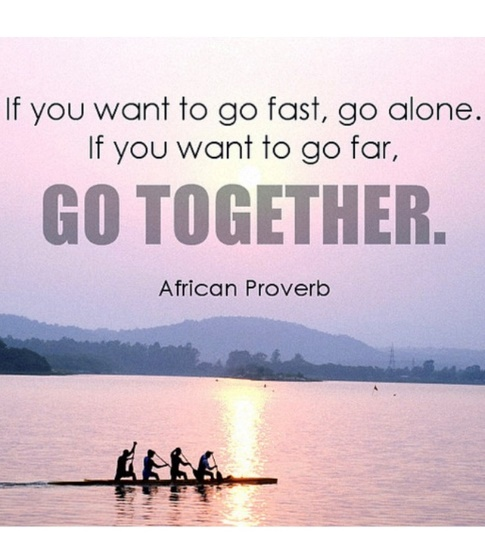 If you want to go fast, go alone.
If you want to go far,
GO TOGETHER.
African Proverb